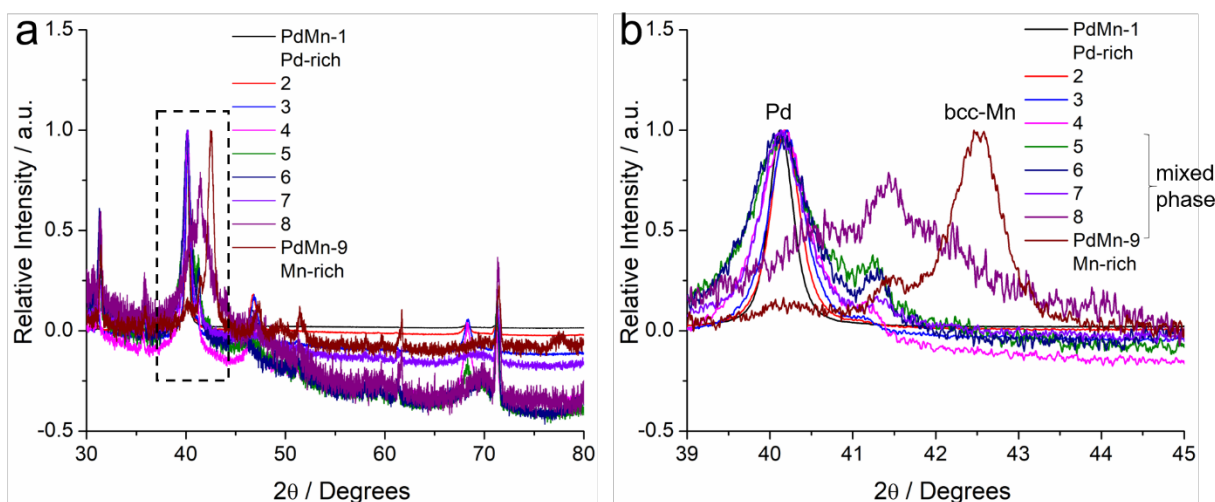 a
Relative Intensity / a.u.
1.5
1.0
0.5
0.0
-0.5
30
40
50
60
70
80
2θ / Degrees
PdMn-1
Pd-rich
2
3
4
5
6
7
8
PdMn-9
Mn-rich
b
Relative Intensity / a.u.
1.5
1.0
0.5
0.0
-0.5
39
40
41
42
43
44
45
2θ / Degrees
Pd
bcc-Mn
PdMn-1
Pd-rich
2
3
4
5
6
7
8
PdMn-9
Mn-rich
mixed
phase